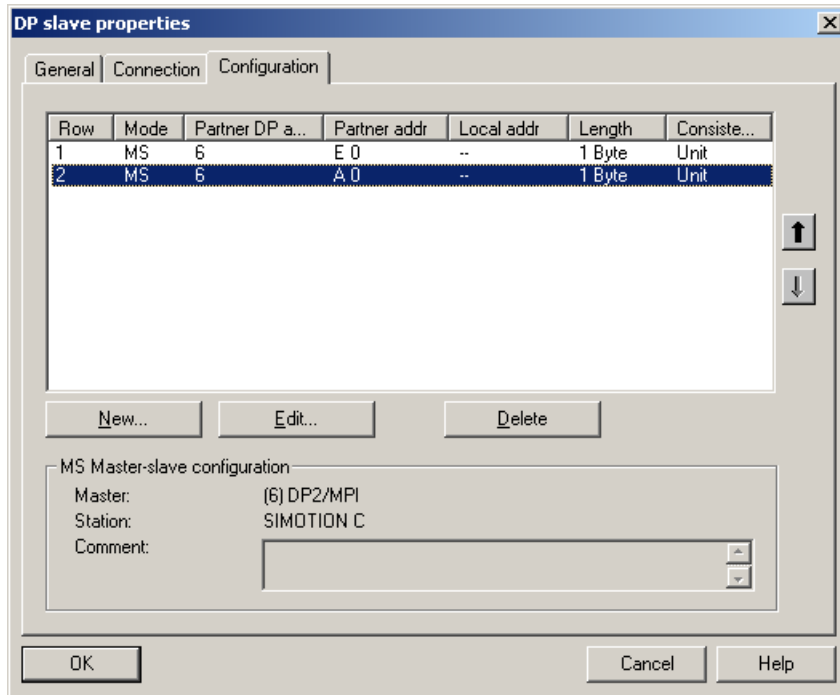 DP slave properties
General Connection Configuration
Row Mode Partner DP a... Partner addr Local addr Length Consiste...
1 MS 6 E 0 -- 1 Byte Unit
2 MS 6 A 0 -- 1 Byte Unit
New... Edit... Delete
MS Master-slave configuration
Master: (6) DP2/MPI
Station: SIMOTION C
Comment:
OK Cancel Help